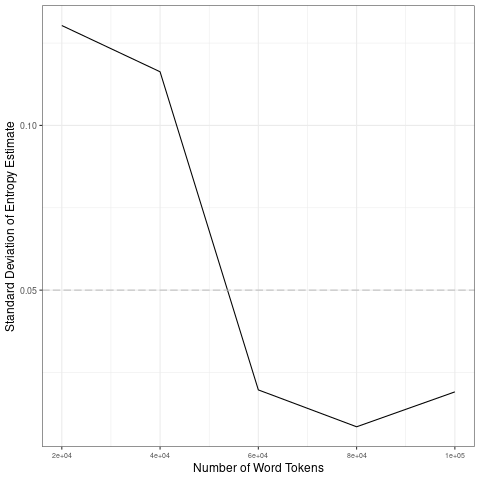 Standard Deviation of Entropy Estimate
0.10
0.05
2e+04 4e+04 6e+04 8e+04 1e+05
Number of Word Tokens